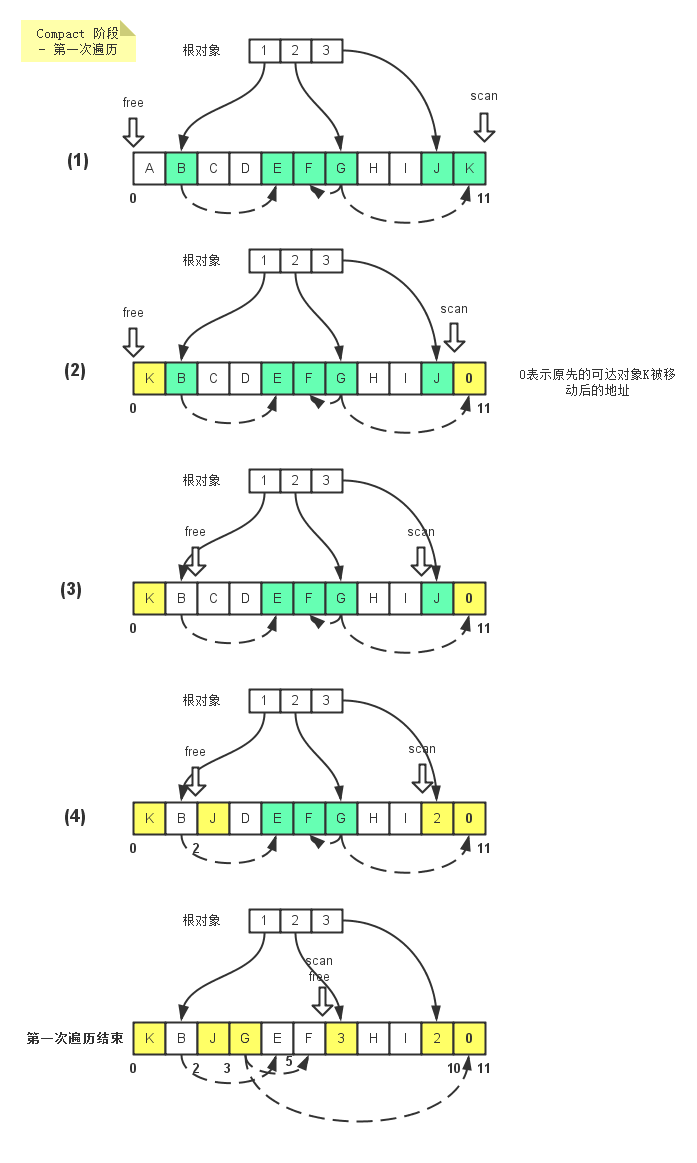 Compact 阶段
- 第一次遍历
根对象 1 2 3
free
scan
(1)
A B C D E F G H I J K
0 11
根对象 1 2 3
free
scan
(2)
K B C D E F G H I J 0
0 11
0表示原先的可达对象K被移
动后的地址
根对象 1 2 3
free
scan
(3)
K B C D E F G H I J 0
0 11
根对象 1 2 3
free
scan
(4)
K B J D E F G H I 2 0
0 2 11
根对象 1 2 3
scan
free
第一次遍历结束
K B J G E F 3 H I 2 0
0 2 3 5 10 11